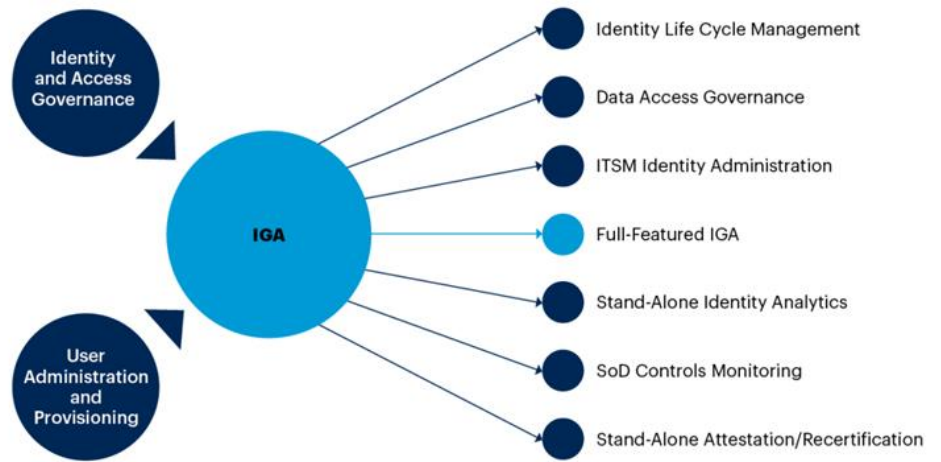 Identity
and Access
Governance
User
Administration
and
Provisioning
IGA
Identity Life Cycle Management
Data Access Governance
ITSM Identity Administration
Full-Featured IGA
Stand-Alone Identity Analytics
SoD Controls Monitoring
Stand-Alone Attestation/Recertification